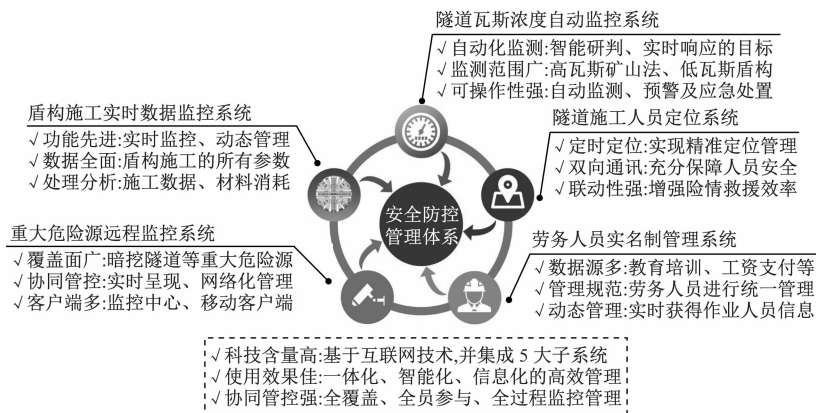 隧道瓦斯浓度自动监控系统
√自动化监测:智能研判、实时响应的目标
√监测范围广:高瓦斯矿山法、低瓦斯盾构
√可操作性强:自动监测、预警及应急处置
盾构施工实时数据监控系统
√功能先进:实时监控、动态管理
√数据全面:盾构施工的所有参数
√处理分析:施工数据、材料消耗
隧道施工人员定位系统
√定时定位:实现精准定位管理
√双向通讯:充分保障人员安全
√联动性强:增强险情救援效率
安全防控
管理体系
重大危险源远程监控系统
√覆盖面广:暗挖隧道等重大危险源
√协同管控:实时呈现、网络化管理
√客户端多:监控中心、移动客户端
劳务人员实名制管理系统
√数据源多:教育培训、工资支付等
√管理规范:劳务人员进行统一管理
√动态管理:实时获得作业人员信息
√科技含量高:基于互联网技术,并集成5大子系统
√使用效果佳:一体化、智能化、信息化的高效管理
√协同管控强:全覆盖、全员参与、全过程监控管理